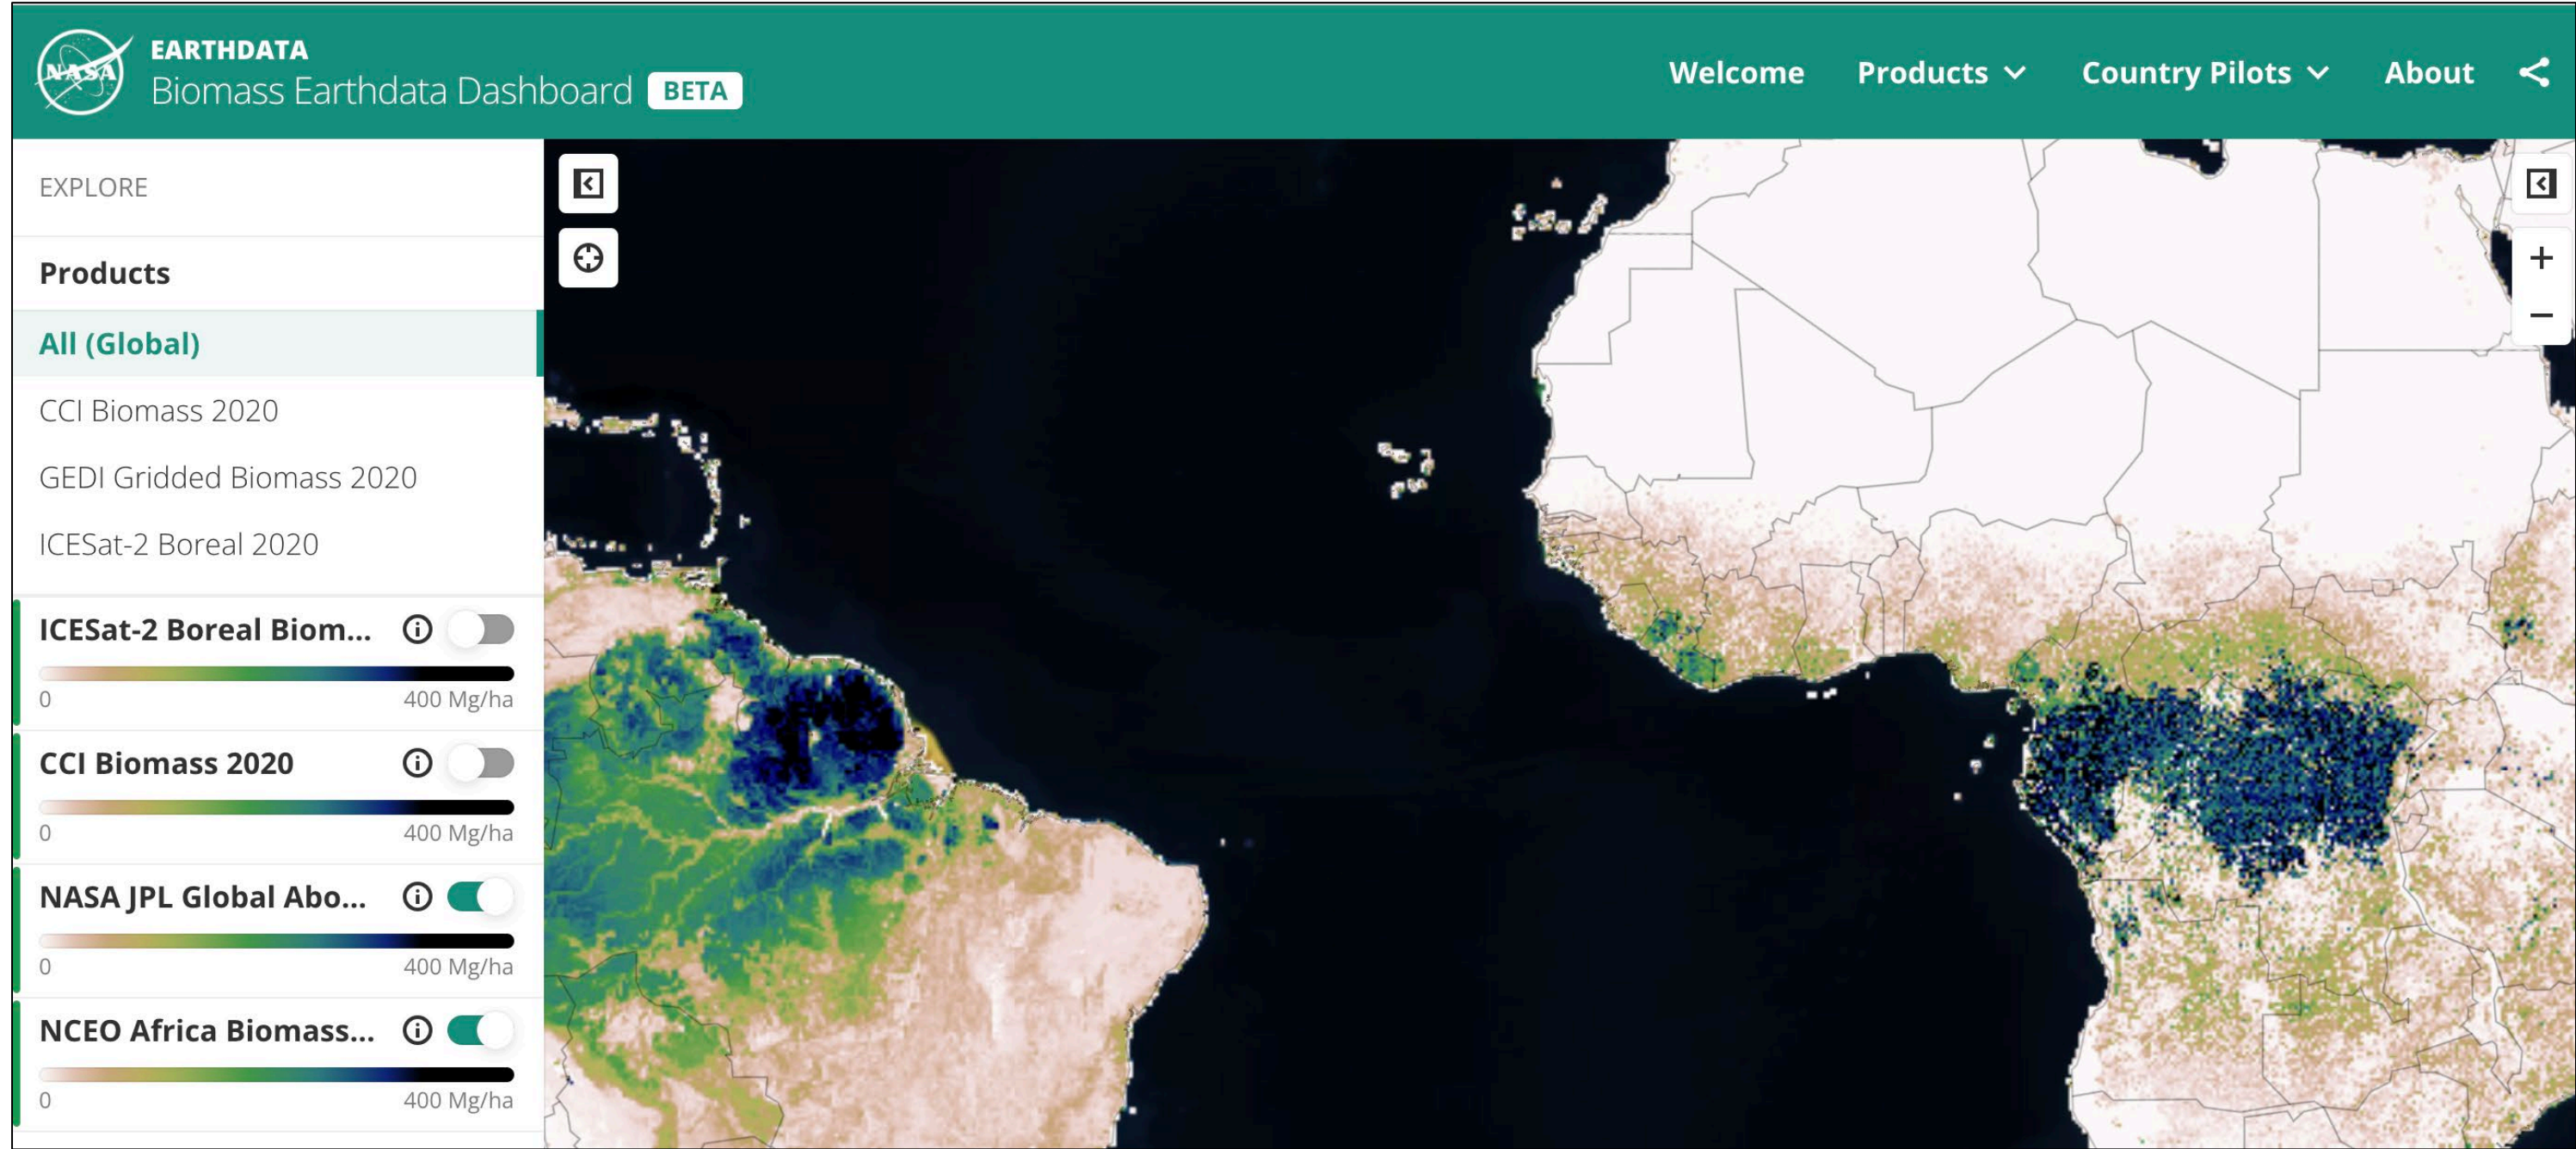 NASA
EARTHDATA
Biomass Earthdata Dashboard BETA
Welcome Products Country Pilots About
EXPLORE
Products
All (Global)
CCI Biomass 2020
GEDI Gridded Biomass 2020
ICESat-2 Boreal 2020
ICESat-2 Boreal Biom...
0 400 Mg/ha
CCI Biomass 2020
0 400 Mg/ha
NASA JPL Global Abo...
0 400 Mg/ha
NCEO Africa Biomass...
0 400 Mg/ha